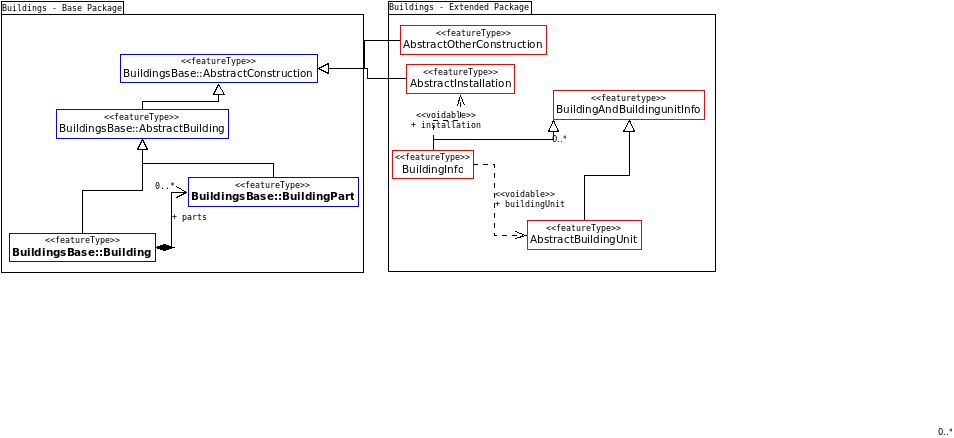 Buildings - Base Package
Buildings - Extended Package
<<featureType>>
AbstractOtherConstruction
<<featureType>>
BuildingsBase::AbstractConstruction
<<featureType>>
AbstractInstallation
<<featuretype>>
BuildingAndBuildingunitInfo
<<featureType>>
BuildingsBase::AbstractBuilding
<<voidable>>
+ installation
0..*
<<featureType>>
BuildingInfo
0..*
<<featureType>>
BuildingsBase::BuildingPart
<<voidable>>
+ buildingUnit
+ parts
<<featureType>>
AbstractBuildingUnit
<<featureType>>
BuildingsBase::Building
0..*